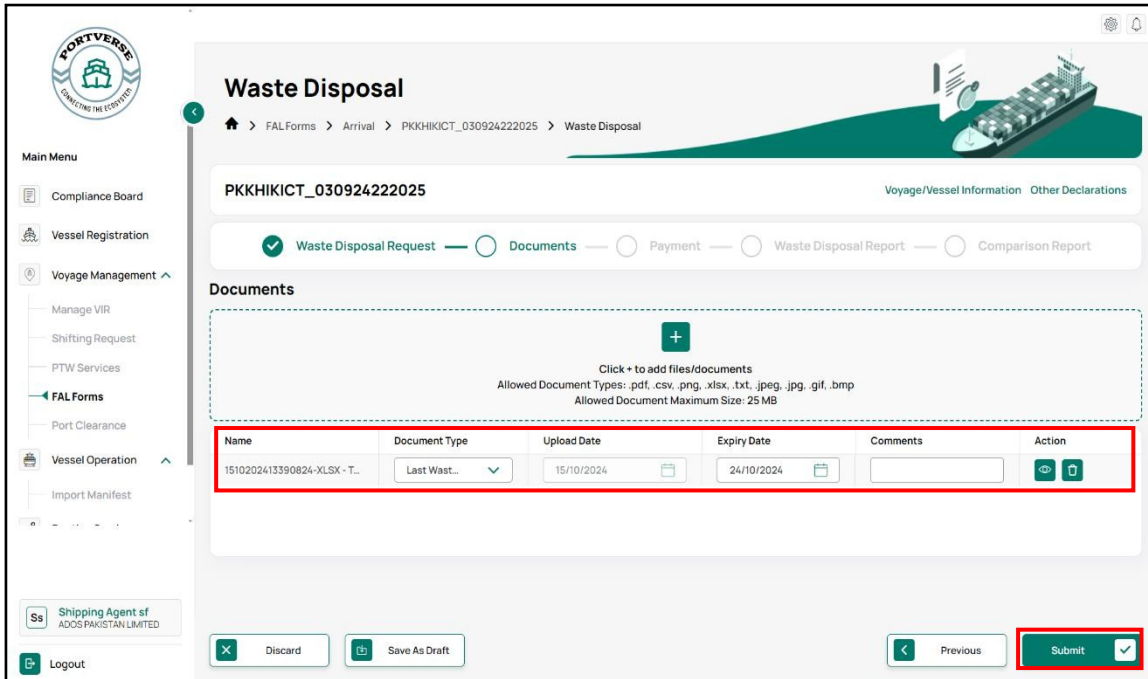 PORTVERSE
CONNECTING THE ECOSYSTEM
Waste Disposal
> FAL Forms > Arrival > PKKHIKICT_030924222025 > Waste Disposal
Main Menu
Compliance Board
Vessel Registration
Voyage Management
Manage VIR
Shifting Request
PTW Services
FAL Forms
Port Clearance
Vessel Operation
Import Manifest
Ss
Shipping Agent sf
ADOS PAKISTAN LIMITED
Logout
PKKHIKICT_030924222025
Voyage/Vessel Information Other Declarations
Waste Disposal Request Documents Payment Waste Disposal Report Comparison Report
Documents
+
Click + to add files/documents
Allowed Document Types: .pdf, .csv, .png, .xlsx, .txt, .jpeg, .jpg, .gif, .bmp
Allowed Document Maximum Size: 25 MB
Name Document Type Upload Date Expiry Date Comments Action
1510202413390824-XLSX - T... Last Wast... 15/10/2024 24/10/2024
Discard Save As Draft Previous Submit